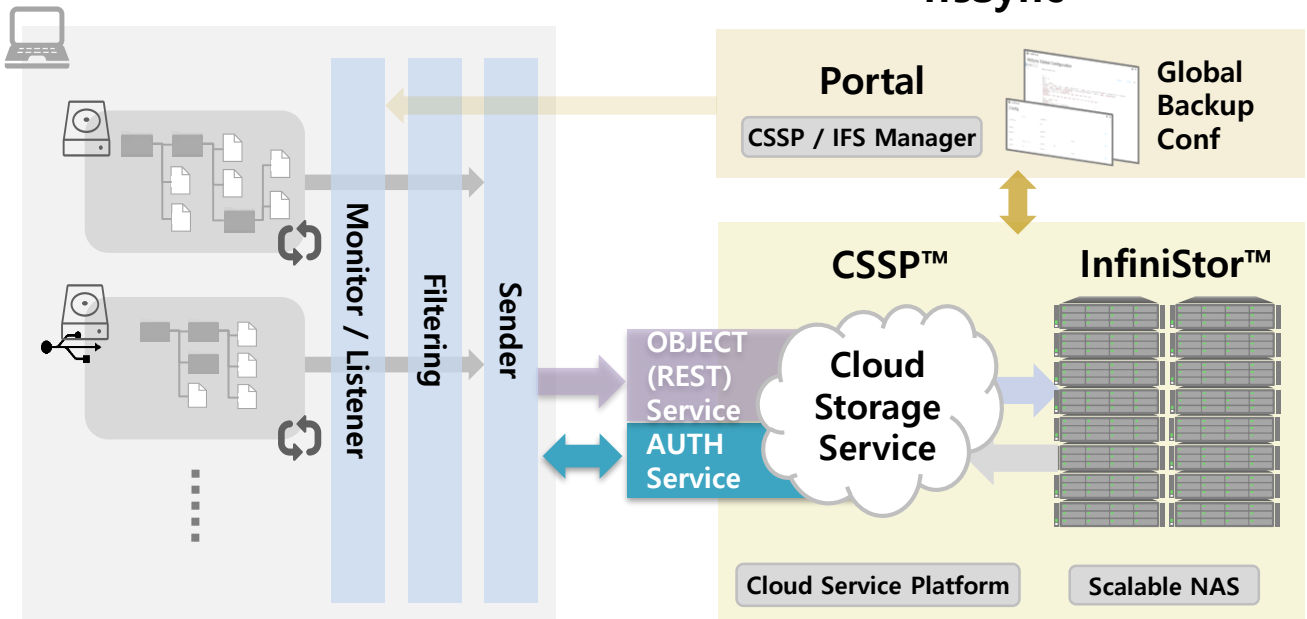 Portal
CSSP / IFS Manager
Global
Backup
Conf
Monitor / Listener
Filtering
Sender
CSSP™
InfiniStor™
OBJECT
(REST)
Service
AUTH
Service
Cloud
Storage
Service
Cloud Service Platform
Scalable NAS